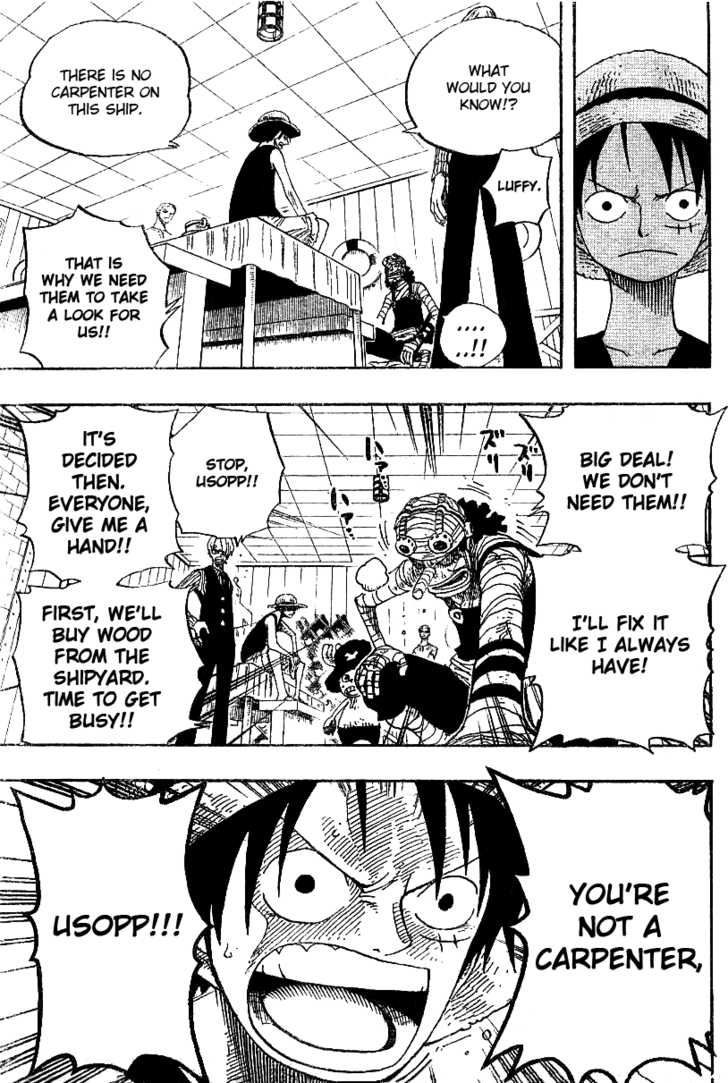 WHAT
WOULD YOU
KNOW!?
LUFFY.
THERE IS NO
CARPENTER ON
THIS SHIP.
THAT IS
WHY WE NEED
THEM TO TAKE
A LOOK FOR
US!!
....
..!!
BIG DEAL!
WE DON'T
NEED THEM!!
I'LL FIX IT
LIKE I ALWAYS
HAVE!
STOP,
USOPP!!
IT'S
DECIDED
THEN.
EVERYONE,
GIVE ME A
HAND!!
FIRST, WE'LL
BUY WOOD
FROM THE
SHIPYARD.
TIME TO GET
BUSY!!
YOU'RE
NOT A
CARPENTER,
USOPP!!!